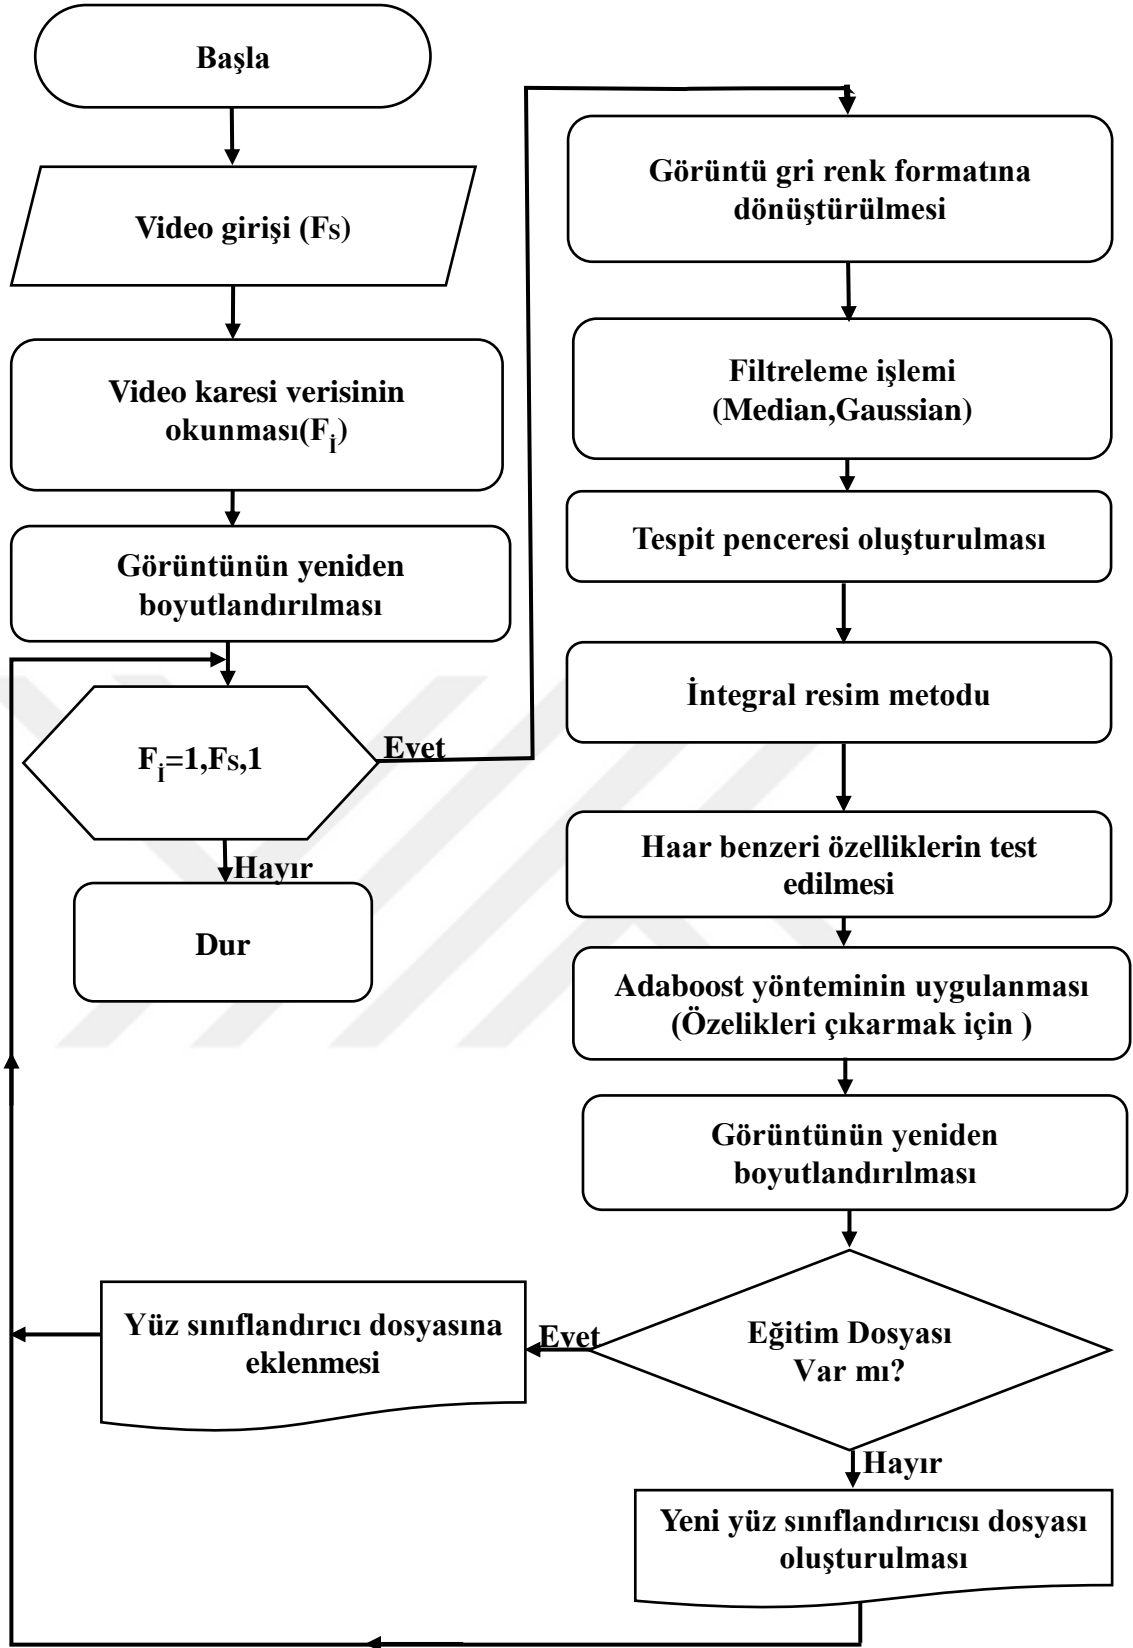 Başla
Video girişi (Fs)
Video karesi verisinin
okunması(Fİ)
Görüntünün yeniden
boyutlandırılması
Fİ=1,Fs,1
Evet
Hayır
Dur
Görüntü gri renk formatına
dönüştürülmesi
Filtreleme işlemi
(Median,Gaussian)
Tespit penceresi oluşturulması
İntegral resim metodu
Haar benzeri özelliklerin test
edilmesi
Adaboost yönteminin uygulanması
(Özelikleri çıkarmak için )
Görüntünün yeniden
boyutlandırılması
Eğitim Dosyası
Var mı?
Evet
Yüz sınıflandırıcı dosyasına
eklenmesi
Hayır
Yeni yüz sınıflandırıcısı dosyası
oluşturulması